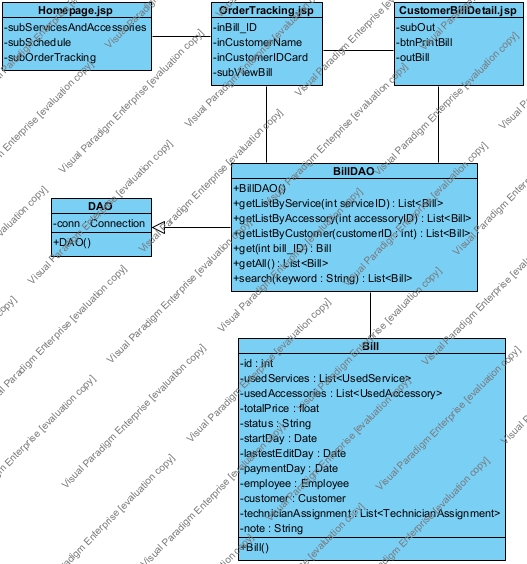 Homepage.jsp
-subServicesAndAccessories
-subSchedule
-subOrderTracking
OrderTracking.jsp
-inBill_ID
-inCustomerName
-inCustomerIDCard
-subViewBill
CustomerBillDetail.jsp
-subOut
-btnPrintBill
-outBill
DAO
-conn : Connection
+DAO()
BillDAO
+BillDAO()
+getListByService(int serviceID) : List<Bill>
+getListByAccessory(int accessoryID) : List<Bill>
+getListByCustomer(customerID : int) : List<Bill>
+get(int bill_ID) : Bill
+getAll() : List<Bill>
+search(keyword : String) : List<Bill>
Bill
-id : int
-usedServices : List<UsedService>
-usedAccessories : List<UsedAccessory>
-totalPrice : float
-status : String
-startDay : Date
-lastestEditDay : Date
-paymentDay : Date
-employee : Employee
-customer : Customer
-technicianAssignment : List<TechnicianAssignment>
-note : String
+Bill()
Visual Paradigm Enterprise [evaluation copy]